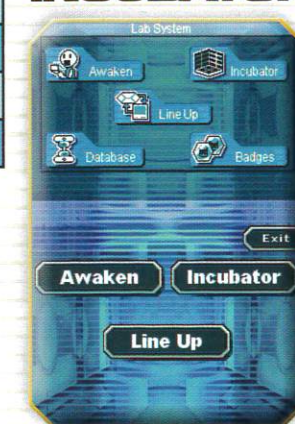 Lab System
Awaken
Incubator
Line Up
Database
Badges
Exit
Awaken
Incubator
Line Up